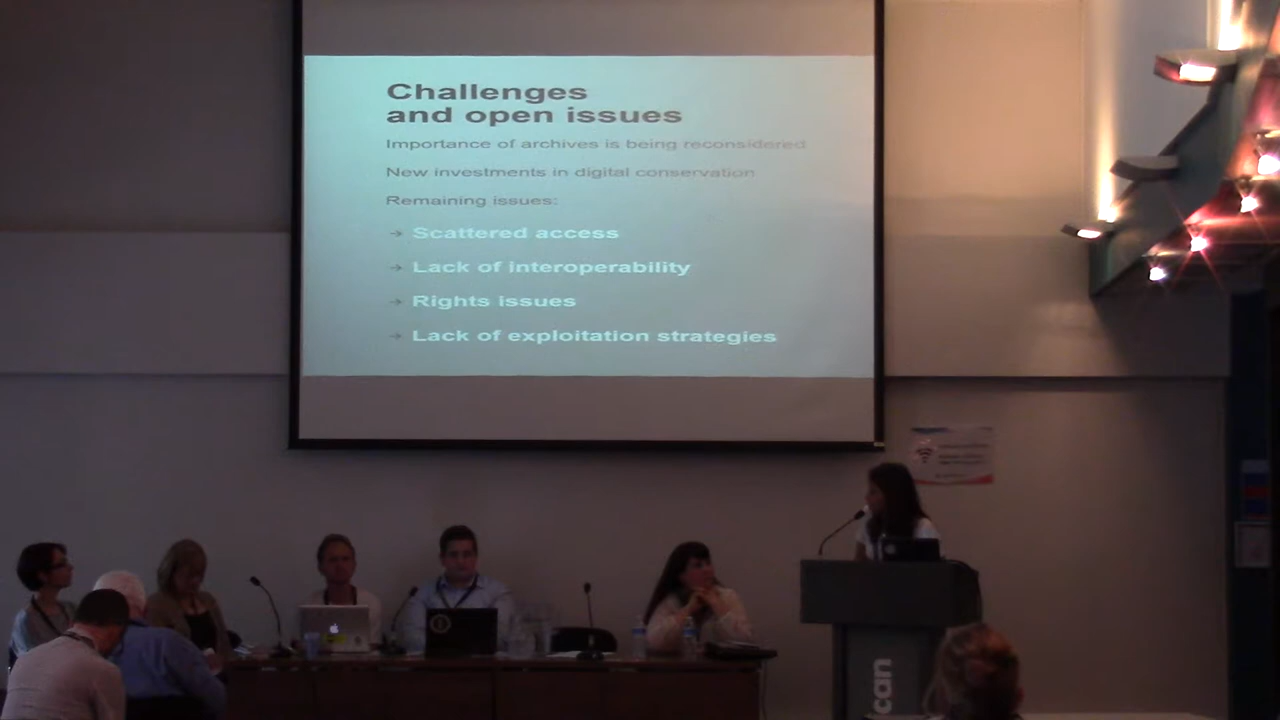 Challenges
and open issues
Importance of archives is being reconsidered
New investments in digital conservation
Remaining issues:
→ Scattered access
→ Lack of interoperability
→ Rights issues
→ Lack of exploitation strategies
can